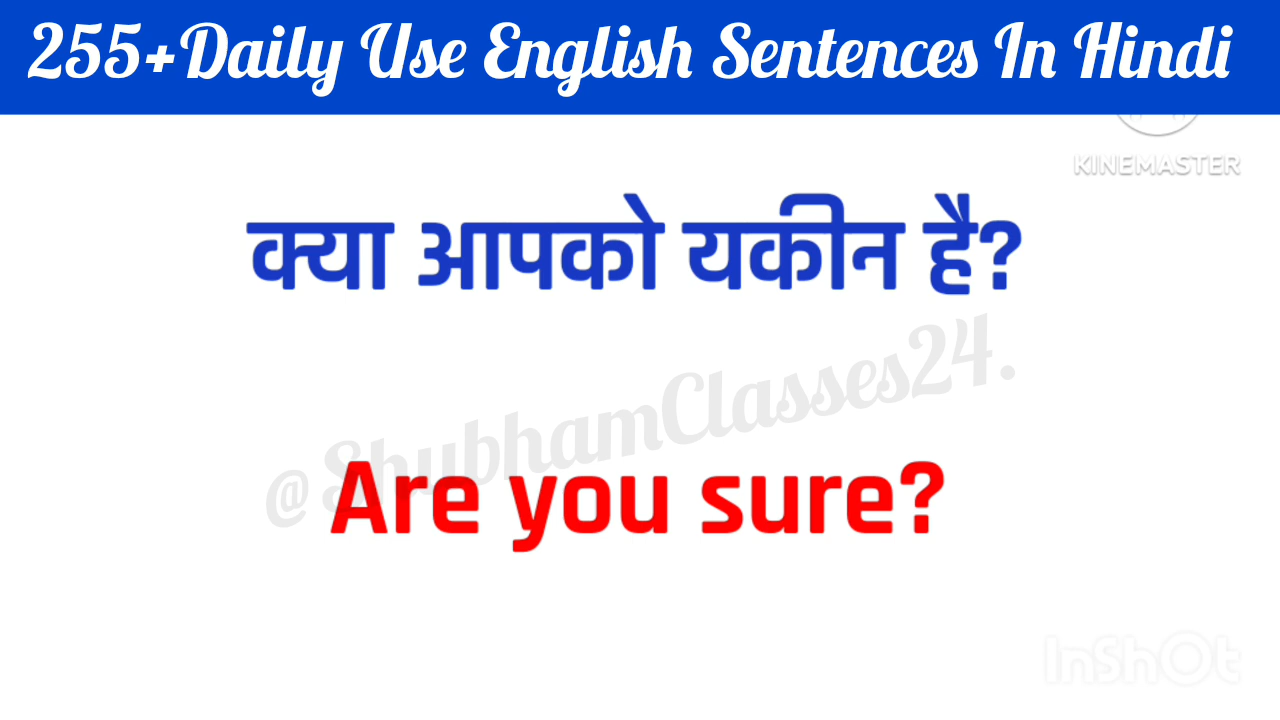 255+Daily Use English Sentences In Hindi
KINEMASTER
क्या आपको यकीन है?
@ShubhamClasses24.
Are you sure?
InShOt